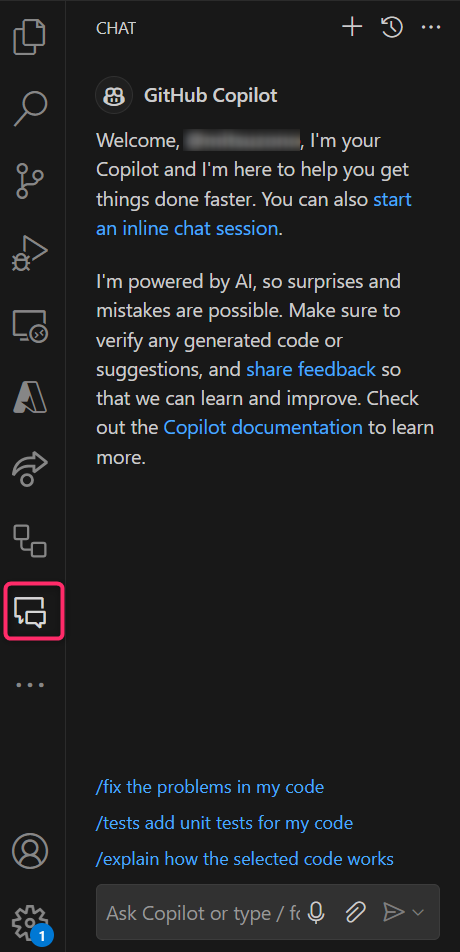 CHAT
GitHub Copilot
Welcome, , I'm your
Copilot and I'm here to help you get
things done faster. You can also start
an inline chat session.
I'm powered by AI, so surprises and
mistakes are possible. Make sure to
verify any generated code or
suggestions, and share feedback so
that we can learn and improve. Check
out the Copilot documentation to learn
more.
/fix the problems in my code
/tests add unit tests for my code
/explain how the selected code works
Ask Copilot or type / fo
1